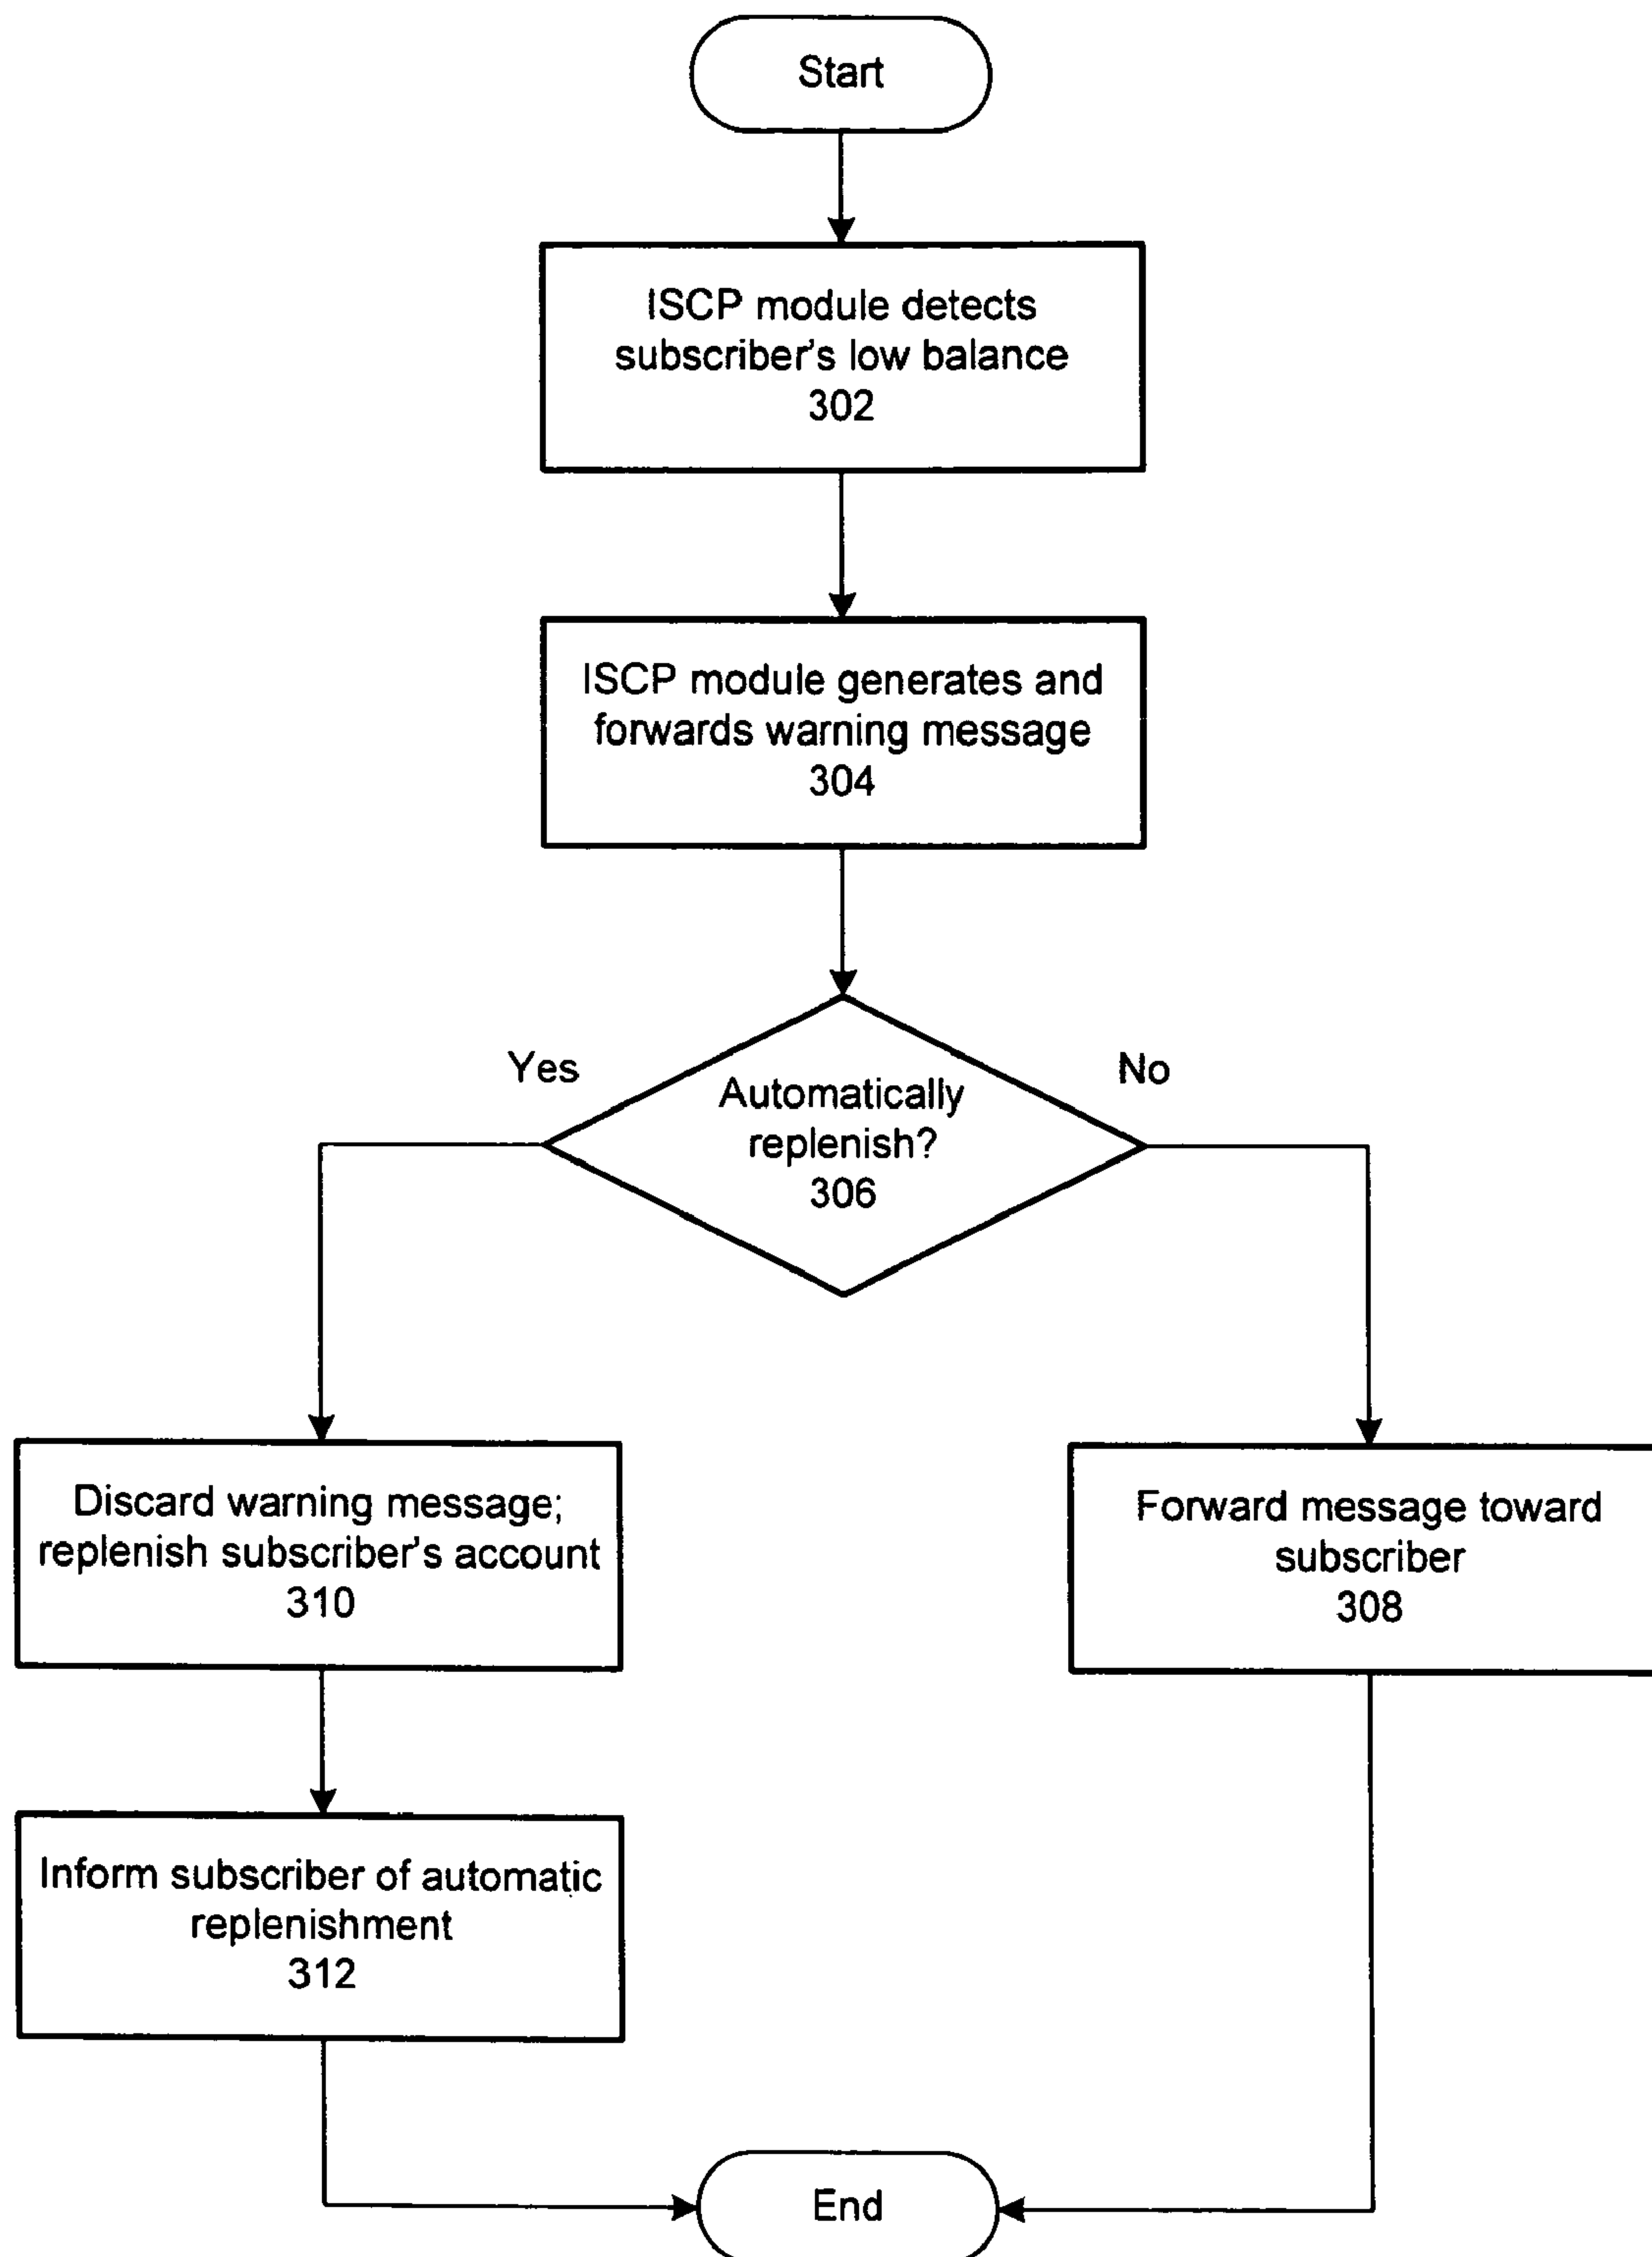 Start
ISCP module detects
subscriber's low balance
302
ISCP module generates and
forwards warning message
304
Yes
No
Automatically
replenish?
306
Discard warning message;
replenish subscriber's account
310
Forward message toward
subscriber
308
Inform subscriber of automatic
replenishment
312
End